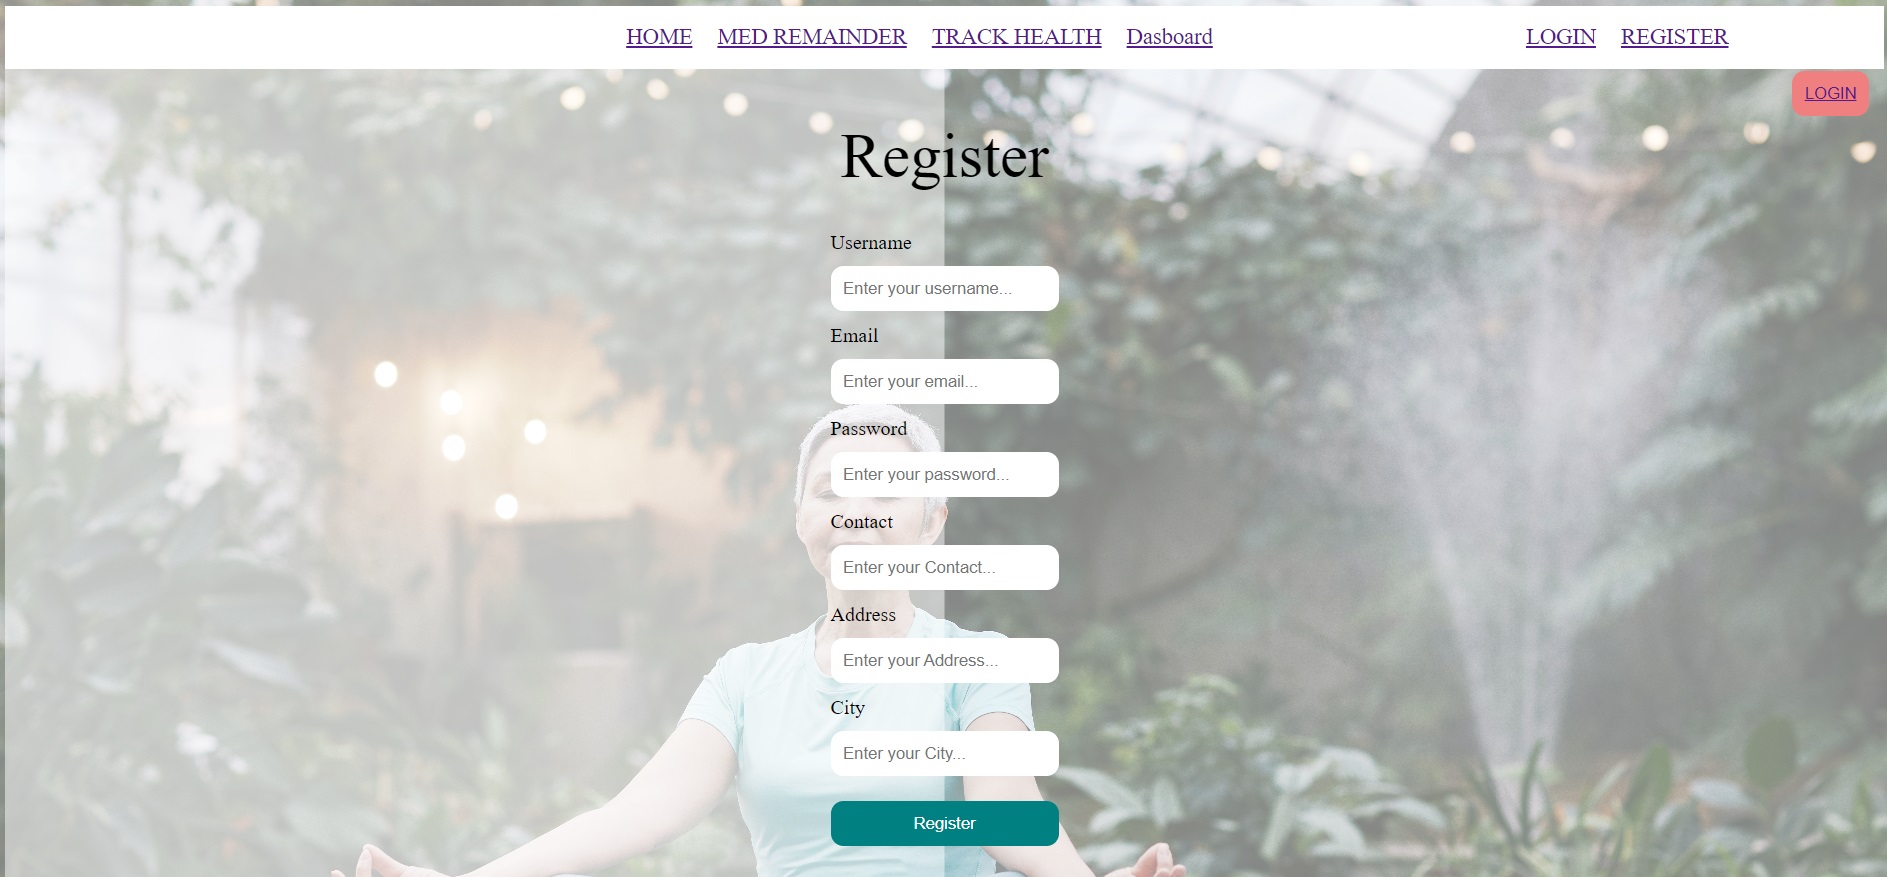 HOME MED REMAINDER TRACK HEALTH Dasboard LOGIN REGISTER
LOGIN
Register
Username
Enter your username...
Email
Enter your email...
Password
Enter your password...
Contact
Enter your Contact...
Address
Enter your Address...
City
Enter your City...
Register